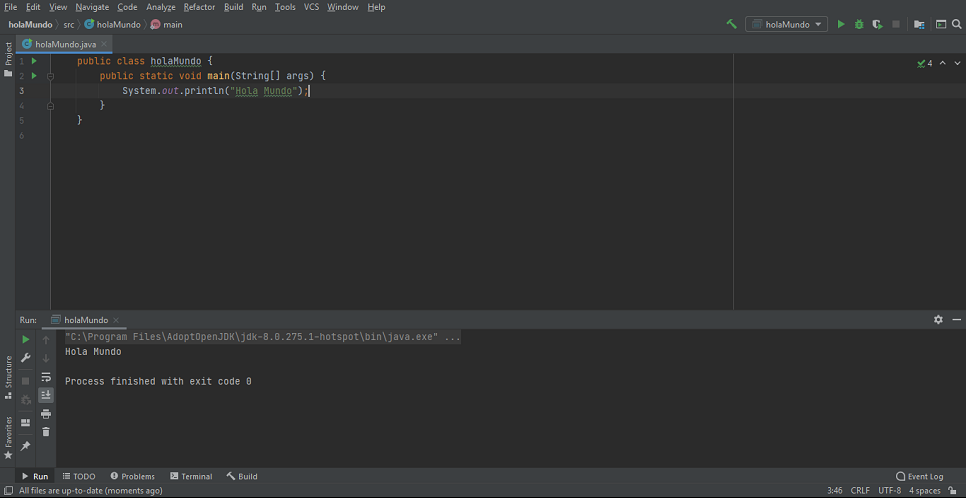 File Edit View Navigate Code Analyze Refactor Build Run Tools VCS Window Help
holaMundo src holaMundo main
holaMundo
Project
holaMundo.java
1 public class holaMundo {
4
2 public static void main(String[] args) {
3 System.out.println("Hola Mundo");
4 }
5 }
6
Run: holaMundo
"C:\Program Files\AdoptOpenJDK\jdk-8.0.275.1-hotspot\bin\java.exe" ...
Hola Mundo
Process finished with exit code 0
Structure
Favorites
Run TODO Problems Terminal Build Event Log
All files are up-to-date (moments ago) 3:46 CRLF UTF-8 4 spaces